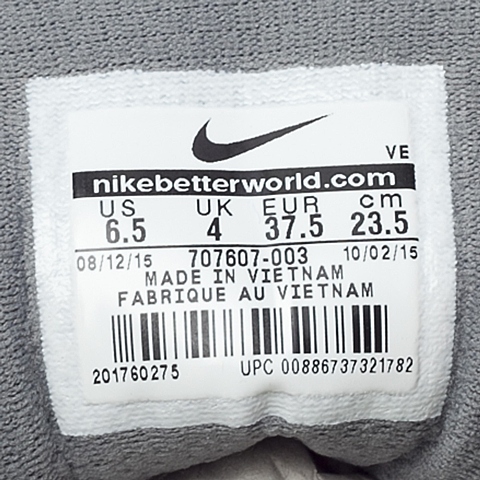 VE
nikebetterworld.com
US UK EUR cm
6.5 4 37.5 23.5
08/12/15 707607-003 10/02/15
MADE IN VIETNAM
FABRIQUE AU VIETNAM
201760275 UPC 00886737321782